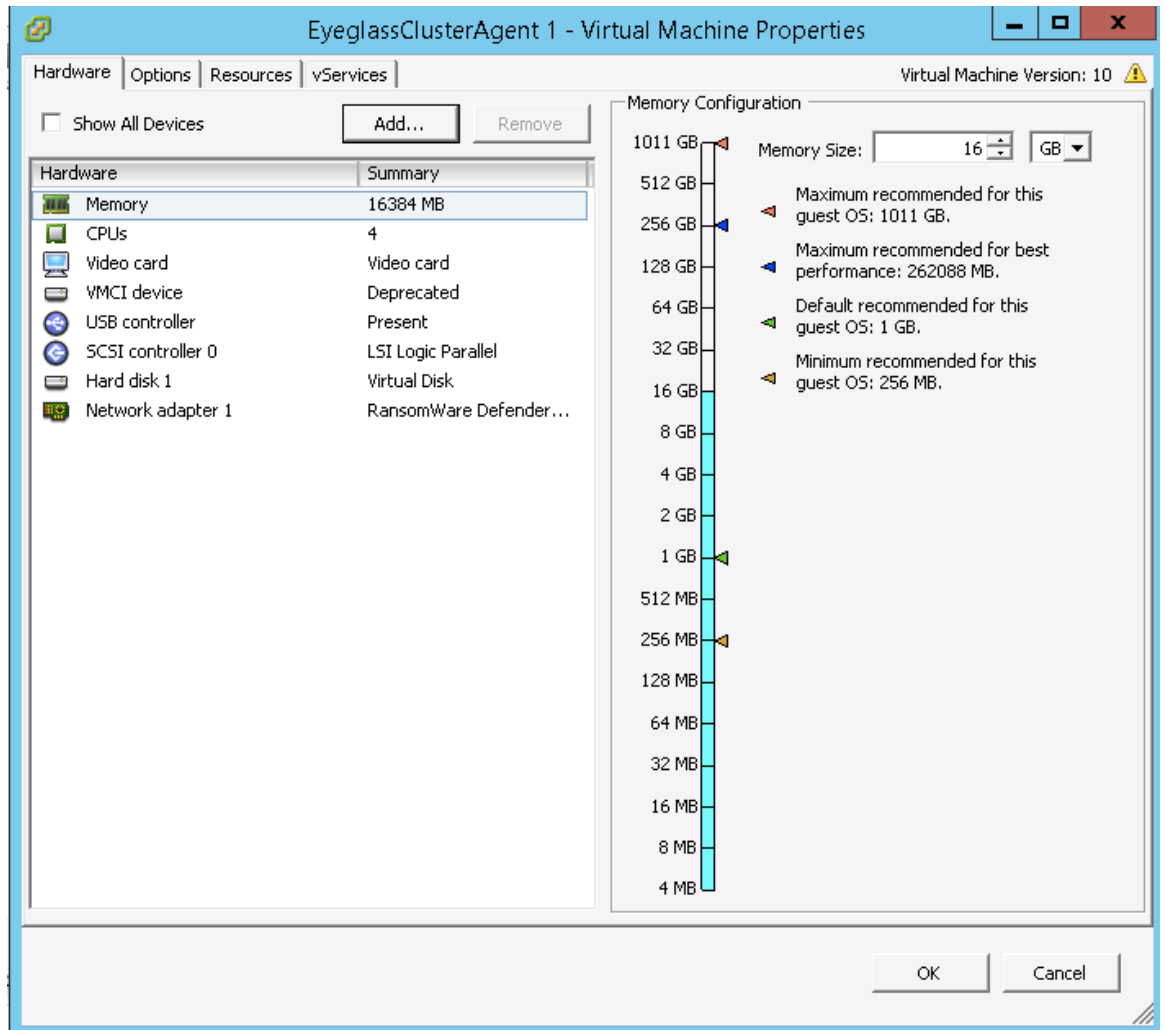 EyeglassClusterAgent 1 - Virtual Machine Properties
Hardware Options Resources vServices
Virtual Machine Version: 10
Show All Devices
Add...
Remove
Hardware Summary
Memory 16384 MB
CPUs 4
Video card Video card
VMCI device Deprecated
USB controller Present
SCSI controller 0 LSI Logic Parallel
Hard disk 1 Virtual Disk
Network adapter 1 RansomWare Defender...
Memory Configuration
Memory Size: 16 GB
1011 GB
512 GB
256 GB
128 GB
64 GB
32 GB
16 GB
8 GB
4 GB
2 GB
1 GB
512 MB
256 MB
128 MB
64 MB
32 MB
16 MB
8 MB
4 MB
Maximum recommended for this
guest OS: 1011 GB.
Maximum recommended for best
performance: 262088 MB.
Default recommended for this
guest OS: 1 GB.
Minimum recommended for this
guest OS: 256 MB.
OK
Cancel